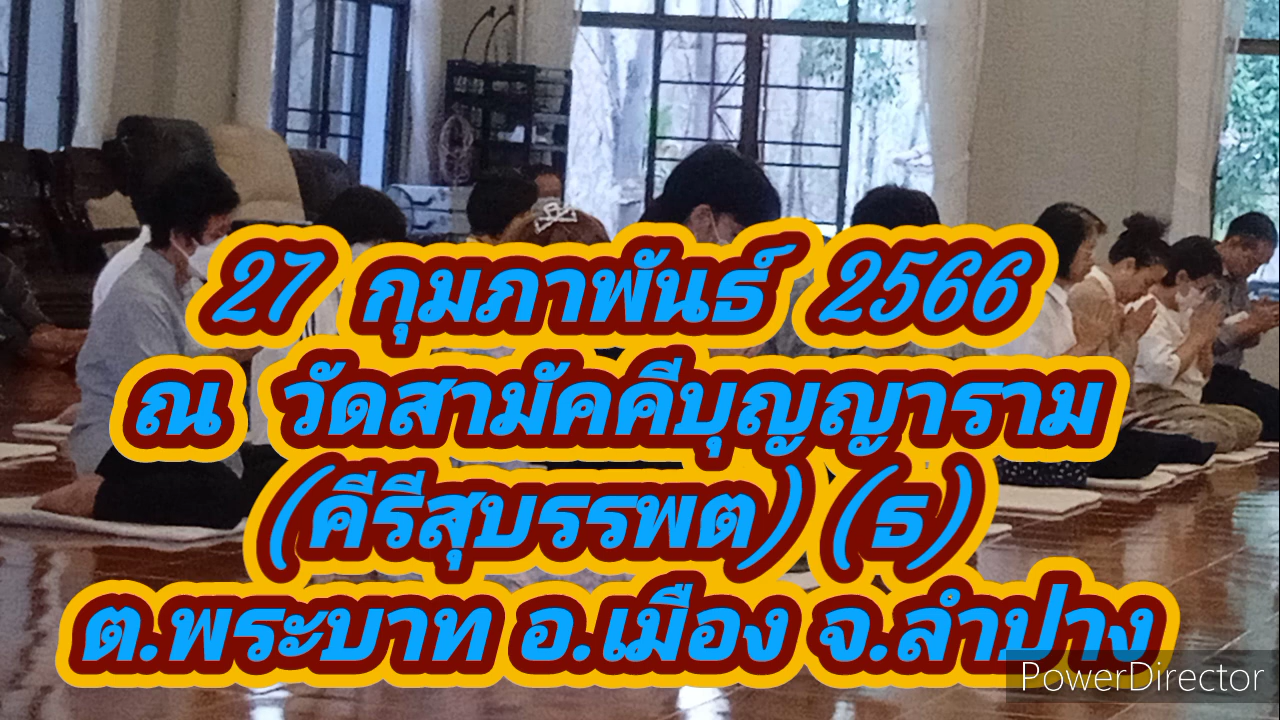 27 กุมภาพันธ์ 2566
ณ วัดสามัคคีบุญญาราม
(คีรีสุบรรพต) (ธ)
ต.พระบาท อ.เมือง จ.ลำปาง
PowerDirector